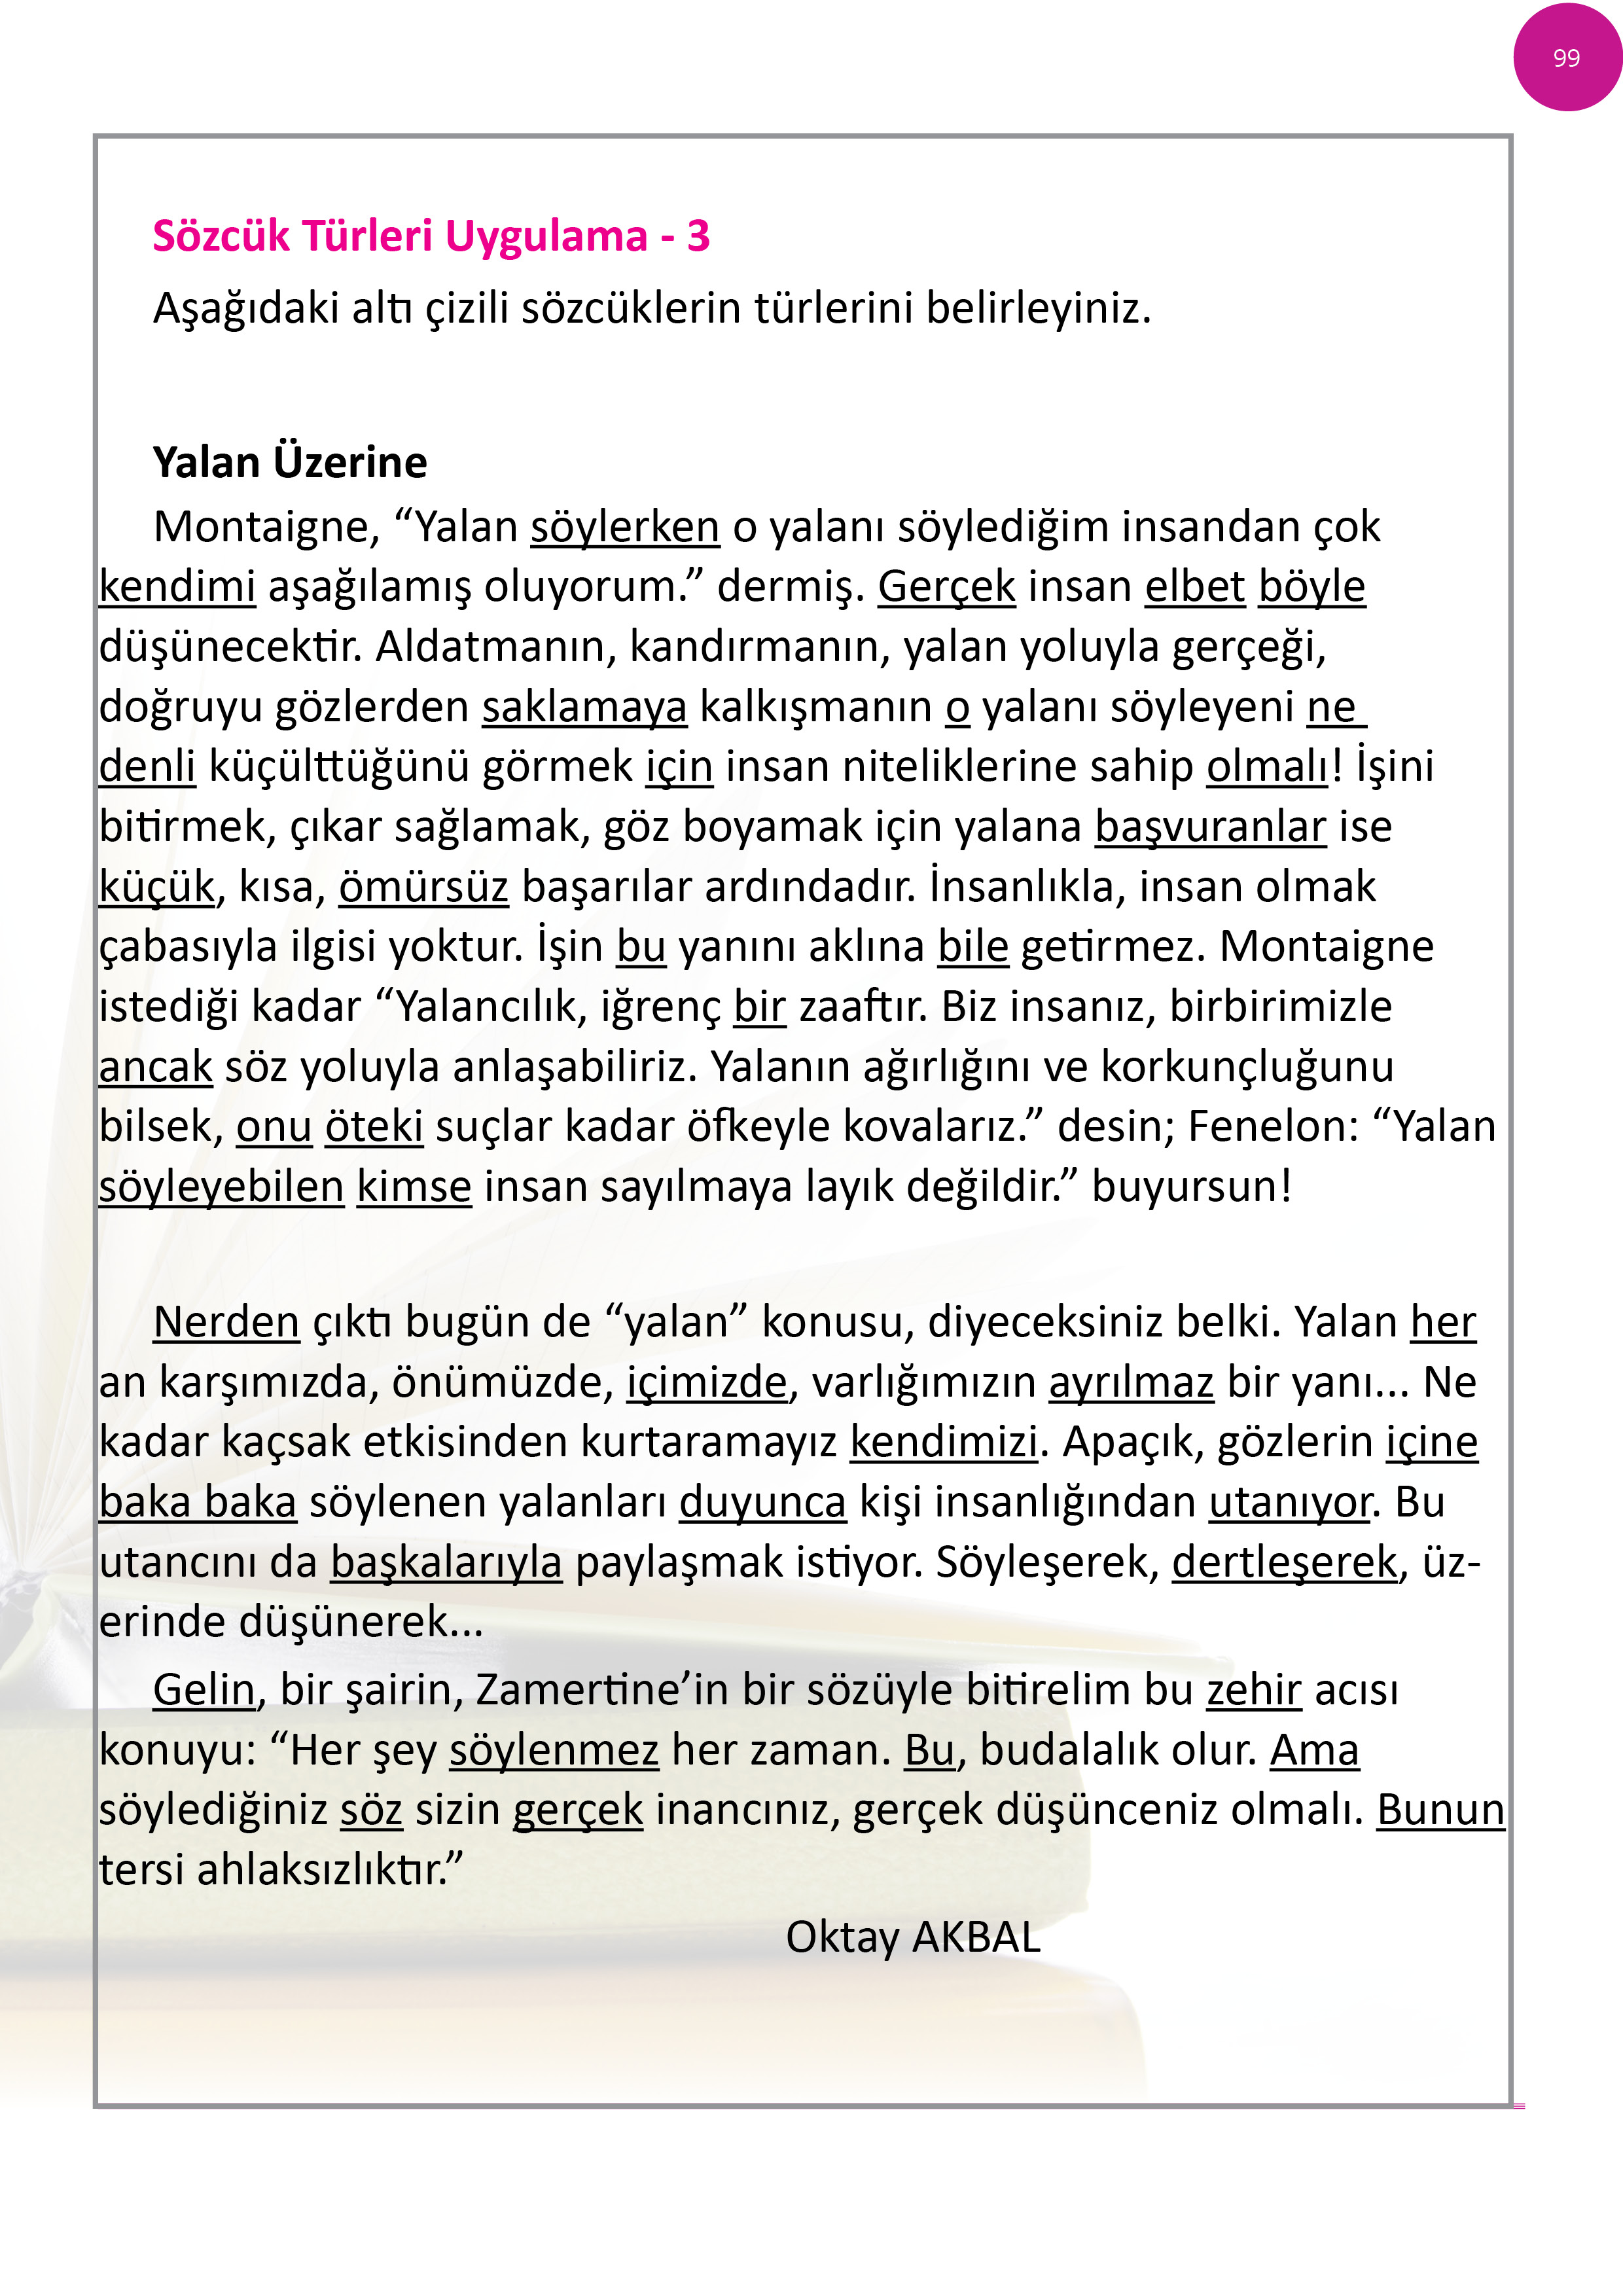 99
Sözcük Türleri Uygulama - 3
Aşağıdaki altı çizili sözcüklerin türlerini belirleyiniz.
Yalan Üzerine
Montaigne, “Yalan söylerken o yalanı söylediğim insandan çok
kendimi aşağılamış oluyorum.” dermiş. Gerçek insan elbet böyle
düşünecektir. Aldatmanın, kandırmanın, yalan yoluyla gerçeği,
doğruyu gözlerden saklamaya kalkışmanın o yalanı söyleyeni ne
denli küçülttüğünü görmek için insan niteliklerine sahip olmalı! İşini
bitirmek, çıkar sağlamak, göz boyamak için yalana başvuranlar ise
küçük, kısa, ömürsüz başarılar ardındadır. İnsanlıkla, insan olmak
çabasıyla ilgisi yoktur. İşin bu yanını aklına bile getirmez. Montaigne
istediği kadar “Yalancılık, iğrenç bir zaaftır. Biz insanız, birbirimizle
ancak söz yoluyla anlaşabiliriz. Yalanın ağırlığını ve korkunçluğunu
bilsek, onu öteki suçlar kadar öfkeyle kovalarız.” desin; Fenelon: “Yalan
söyleyebilen kimse insan sayılmaya layık değildir.” buyursun!
Nerden çıktı bugün de “yalan” konusu, diyeceksiniz belki. Yalan her
an karşımızda, önümüzde, içimizde, varlığımızın ayrılmaz bir yanı... Ne
kadar kaçsak etkisinden kurtaramayız kendimizi. Apaçık, gözlerin içine
baka baka söylenen yalanları duyunca kişi insanlığından utanıyor. Bu
utancını da başkalarıyla paylaşmak istiyor. Söyleşerek, dertleşerek, üz-
erinde düşünerek...
Gelin, bir şairin, Zamertine’in bir sözüyle bitirelim bu zehir acısı
konuyu: “Her şey söylenmez her zaman. Bu, budalalık olur. Ama
söylediğiniz söz sizin gerçek inancınız, gerçek düşünceniz olmalı. Bunun
tersi ahlaksızlıktır.”
Oktay AKBAL